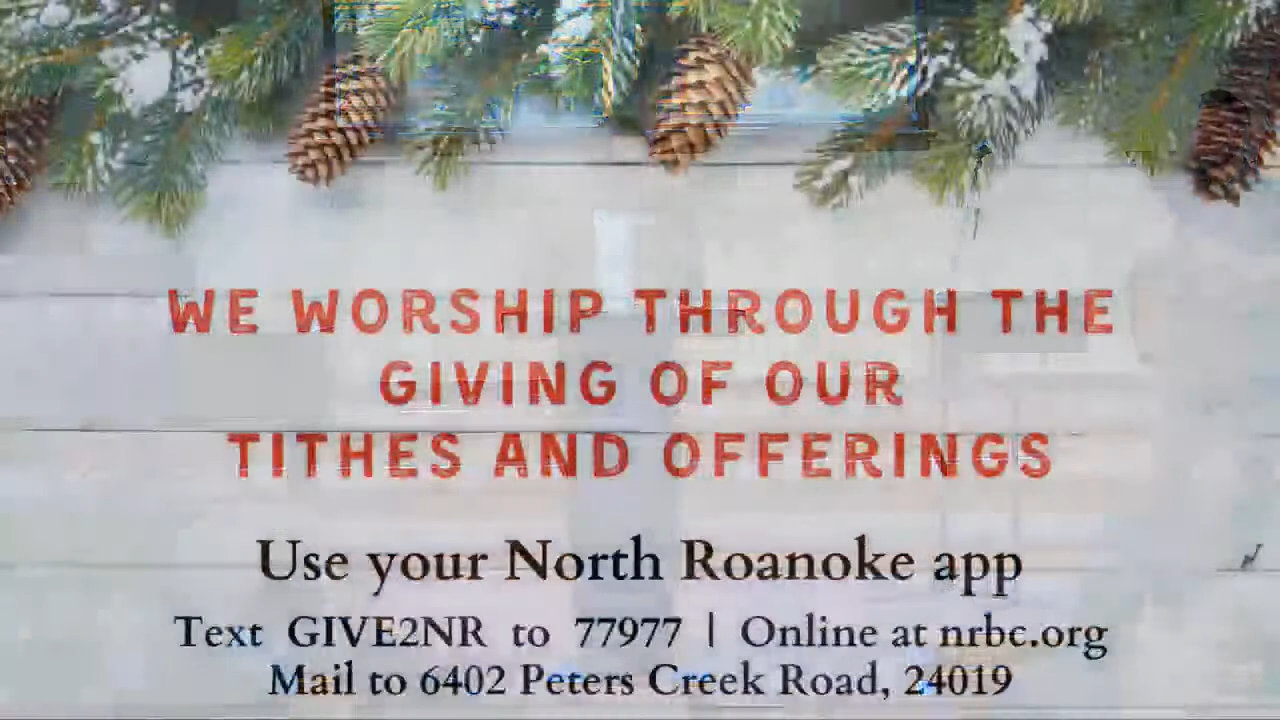 WE WORSHIP THROUGH THE
GIVING OF OUR
TITHES AND OFFERINGS
Use your North Roanoke app
Text GIVE2NR to 77977 | Online at nrbc.org
Mail to 6402 Peters Creek Road, 24019